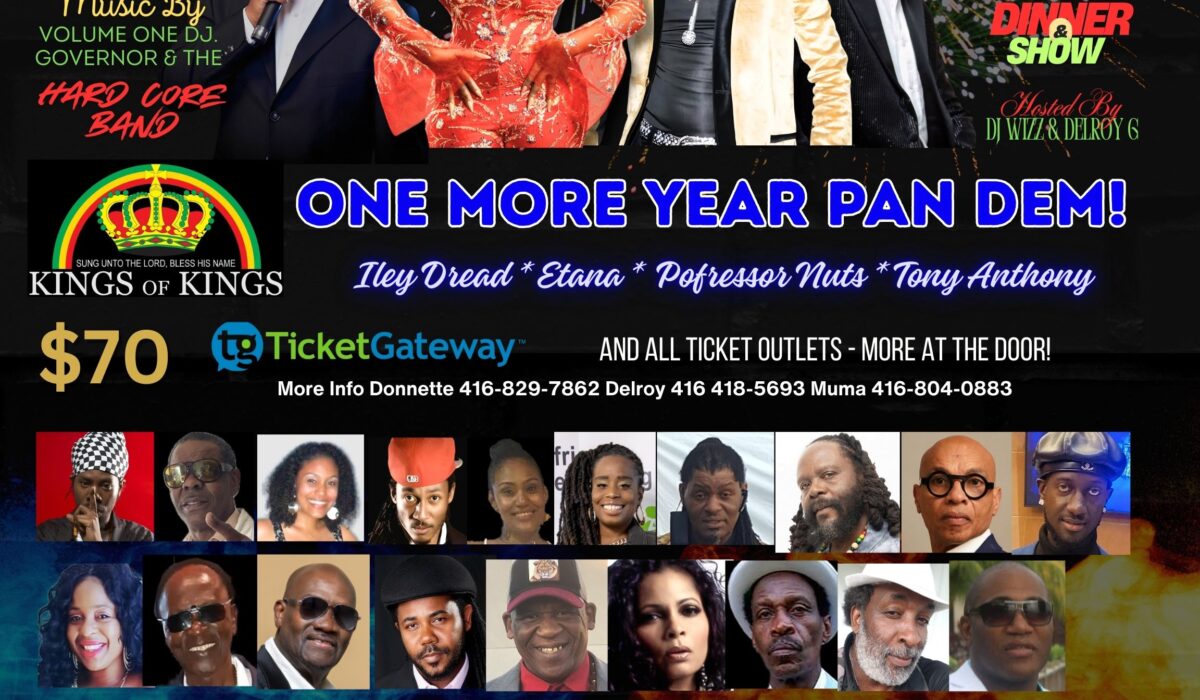 Music By
VOLUME ONE DJ.
GOVERNOR & THE
HARD CORE
BAND
DINNER
&
SHOW
Hosted By
DJ WIZZ & DELROY G
SUNG UNTO THE LORD, BLESS HIS NAME
KINGS OF KINGS
ONE MORE YEAR PAN DEM!
Iley Dread * Etana * Pofressor Nuts * Tony Anthony
$70
tg TicketGateway™
AND ALL TICKET OUTLETS - MORE AT THE DOOR!
More Info Donnette 416-829-7862 Delroy 416 418-5693 Muma 416-804-0883